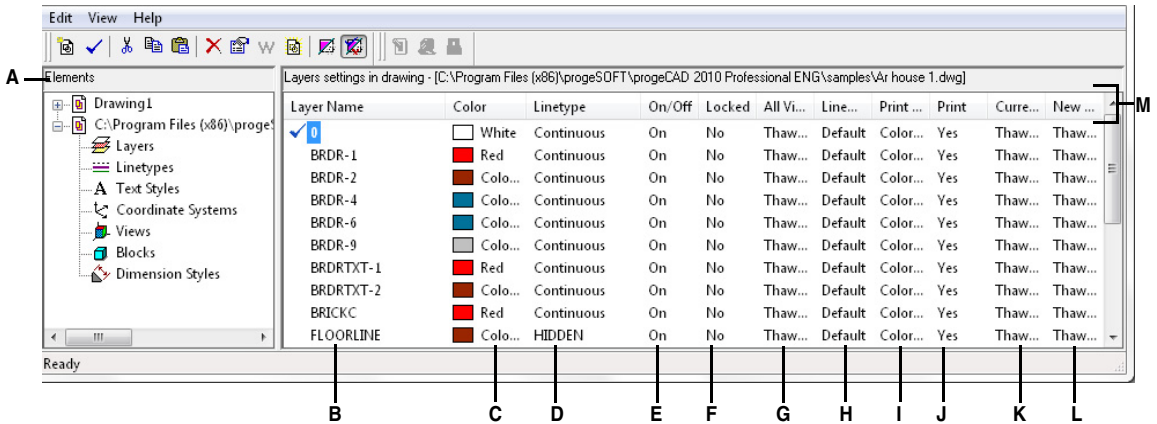 Edit View Help
A
Elements
Layers settings in drawing - [C:\Program Files (x86)\progeSOFT\progeCAD 2010 Professional ENG\samples\Ar house 1.dwg]
M
Drawing1
C:\Program Files (x86)\proge
Layers
Linetypes
A Text Styles
Coordinate Systems
Views
Blocks
Dimension Styles
Layer Name Color Linetype On/Off Locked All Vi... Line... Print ... Print Curre... New ...
0 White Continuous On No Thaw... Default Color... Yes Thaw... Thaw...
BRDR-1 Red Continuous On No Thaw... Default Color... Yes Thaw... Thaw...
BRDR-2 Colo... Continuous On No Thaw... Default Color... Yes Thaw... Thaw...
BRDR-4 Colo... Continuous On No Thaw... Default Color... Yes Thaw... Thaw...
BRDR-6 Colo... Continuous On No Thaw... Default Color... Yes Thaw... Thaw...
BRDR-9 Colo... Continuous On No Thaw... Default Color... Yes Thaw... Thaw...
BRDRTXT-1 Red Continuous On No Thaw... Default Color... Yes Thaw... Thaw...
BRDRTXT-2 Colo... Continuous On No Thaw... Default Color... Yes Thaw... Thaw...
BRICKC Red Continuous On No Thaw... Default Color... Yes Thaw... Thaw...
FLOORLINE Colo... HIDDEN On No Thaw... Default Color... Yes Thaw... Thaw...
Ready
B C D E F G H I J K L